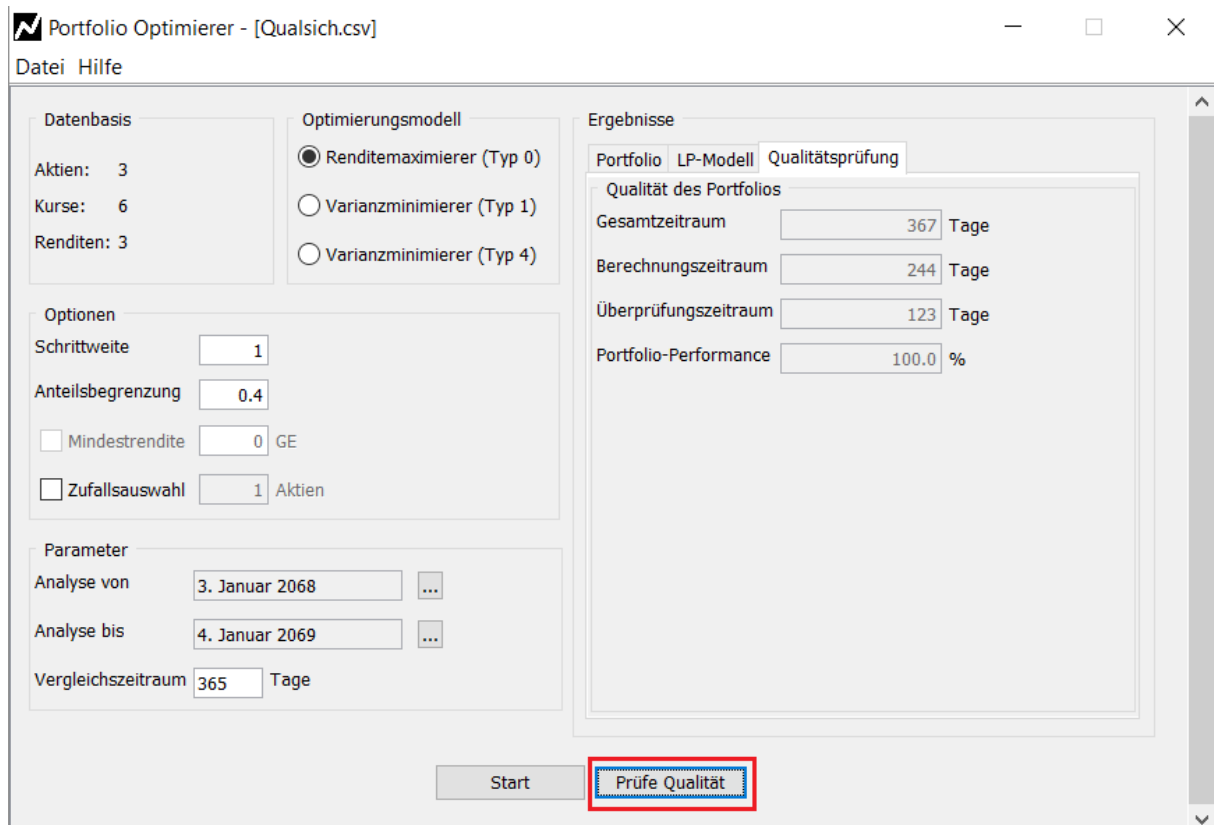 Portfolio Optimierer - [Qualsich.csv]
Datei Hilfe
Datenbasis
Aktien: 3
Kurse: 6
Renditen: 3
Optimierungsmodell
Renditemaximierer (Typ 0)
Varianzminimierer (Typ 1)
Varianzminimierer (Typ 4)
Optionen
Schrittweite 1
Anteilsbegrenzung 0.4
Mindestrendite 0 GE
Zufallsauswahl 1 Aktien
Parameter
Analyse von 3. Januar 2068 ...
Analyse bis 4. Januar 2069 ...
Vergleichszeitraum 365 Tage
Ergebnisse
Portfolio LP-Modell Qualitätsprüfung
Qualität des Portfolios
Gesamtzeitraum 367 Tage
Berechnungszeitraum 244 Tage
Überprüfungszeitraum 123 Tage
Portfolio-Performance 100.0 %
Start Prüfe Qualität